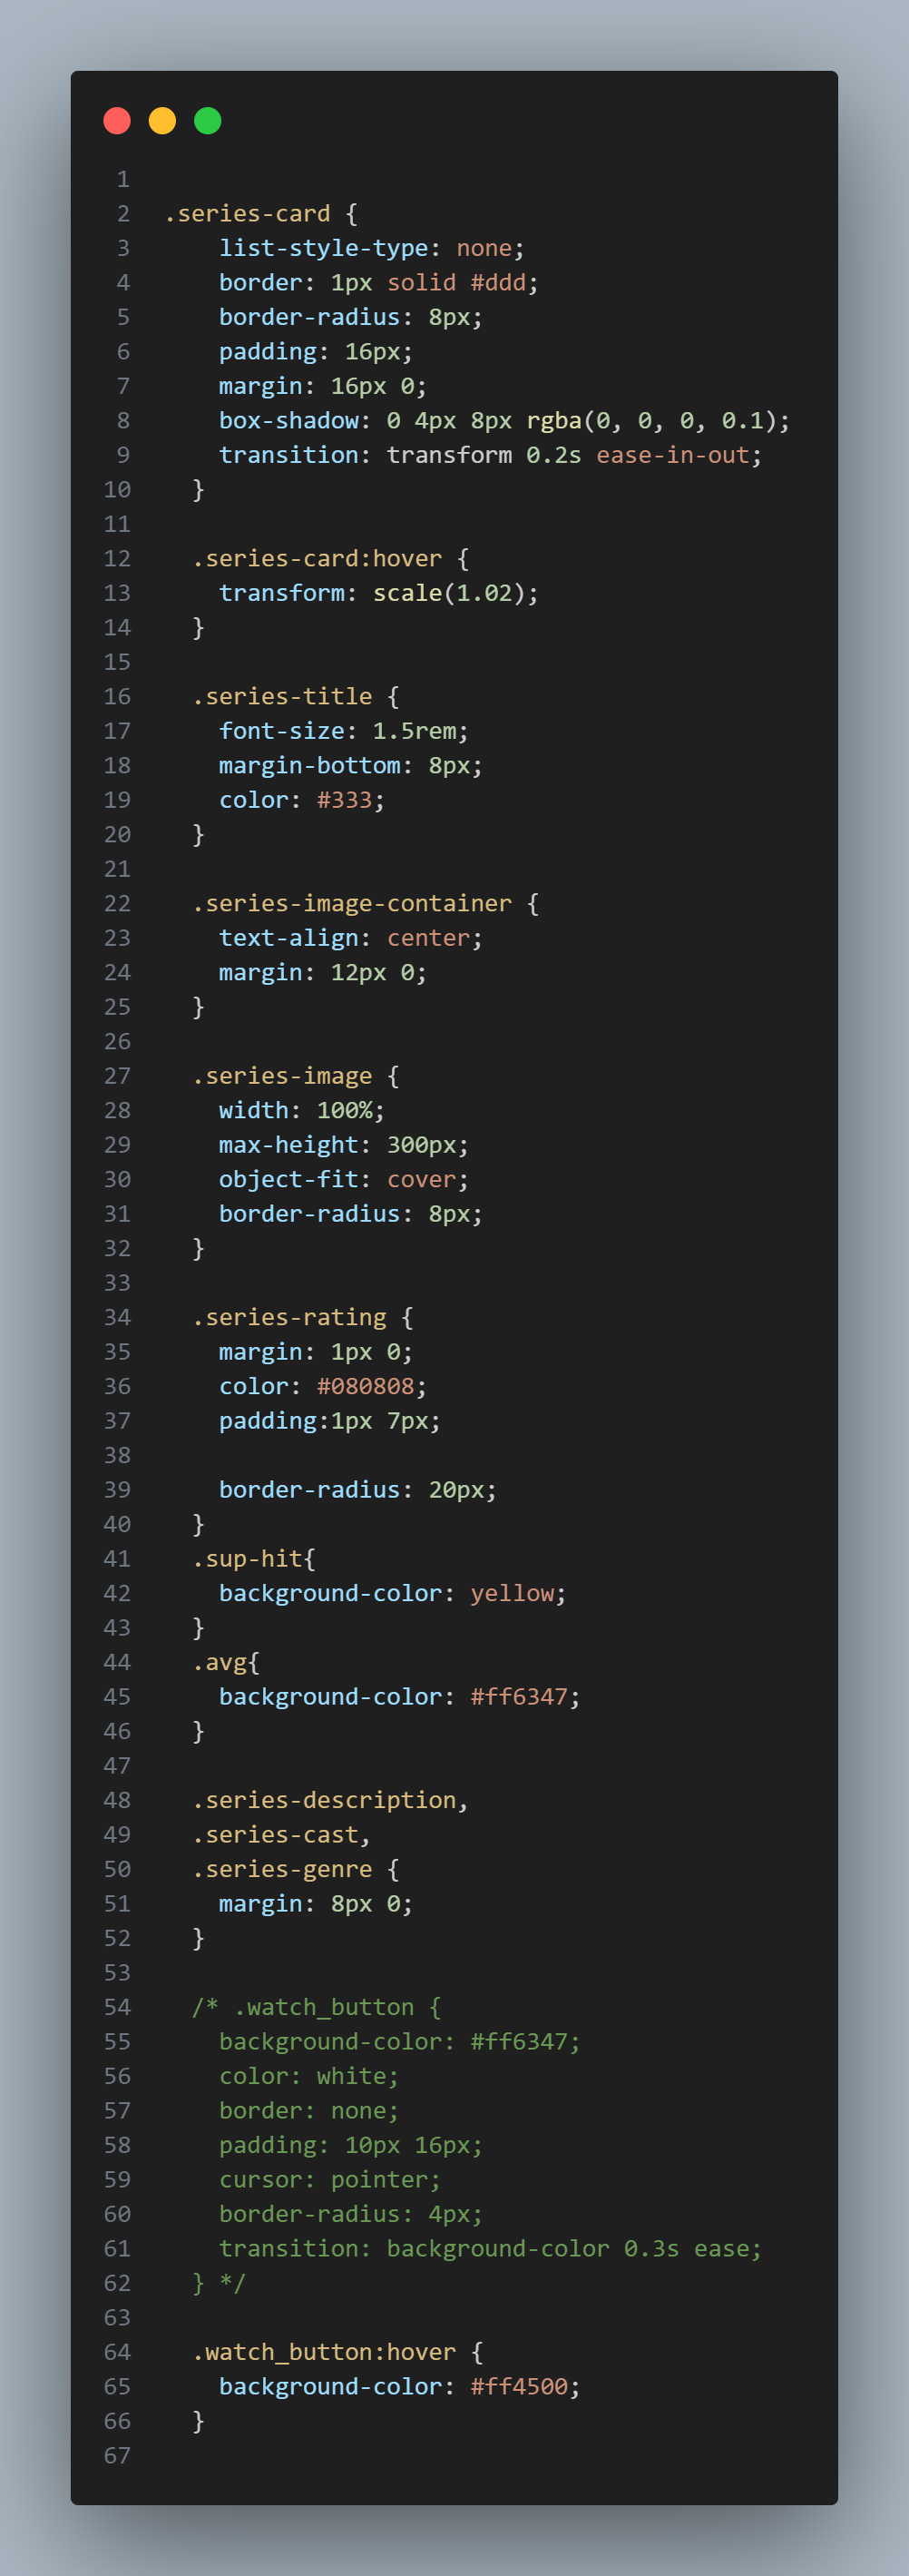 1
2 .series-card {
3     list-style-type: none;
4     border: 1px solid #ddd;
5     border-radius: 8px;
6     padding: 16px;
7     margin: 16px 0;
8     box-shadow: 0 4px 8px rgba(0, 0, 0, 0.1);
9     transition: transform 0.2s ease-in-out;
10   }
11
12   .series-card:hover {
13     transform: scale(1.02);
14   }
15
16   .series-title {
17     font-size: 1.5rem;
18     margin-bottom: 8px;
19     color: #333;
20   }
21
22   .series-image-container {
23     text-align: center;
24     margin: 12px 0;
25   }
26
27   .series-image {
28     width: 100%;
29     max-height: 300px;
30     object-fit: cover;
31     border-radius: 8px;
32   }
33
34   .series-rating {
35     margin: 1px 0;
36     color: #080808;
37     padding:1px 7px;
38
39     border-radius: 20px;
40   }
41   .sup-hit{
42     background-color: yellow;
43   }
44   .avg{
45     background-color: #ff6347;
46   }
47
48   .series-description,
49   .series-cast,
50   .series-genre {
51     margin: 8px 0;
52   }
53
54   /* .watch_button {
55     background-color: #ff6347;
56     color: white;
57     border: none;
58     padding: 10px 16px;
59     cursor: pointer;
60     border-radius: 4px;
61     transition: background-color 0.3s ease;
62   } */
63
64   .watch_button:hover {
65     background-color: #ff4500;
66   }
67